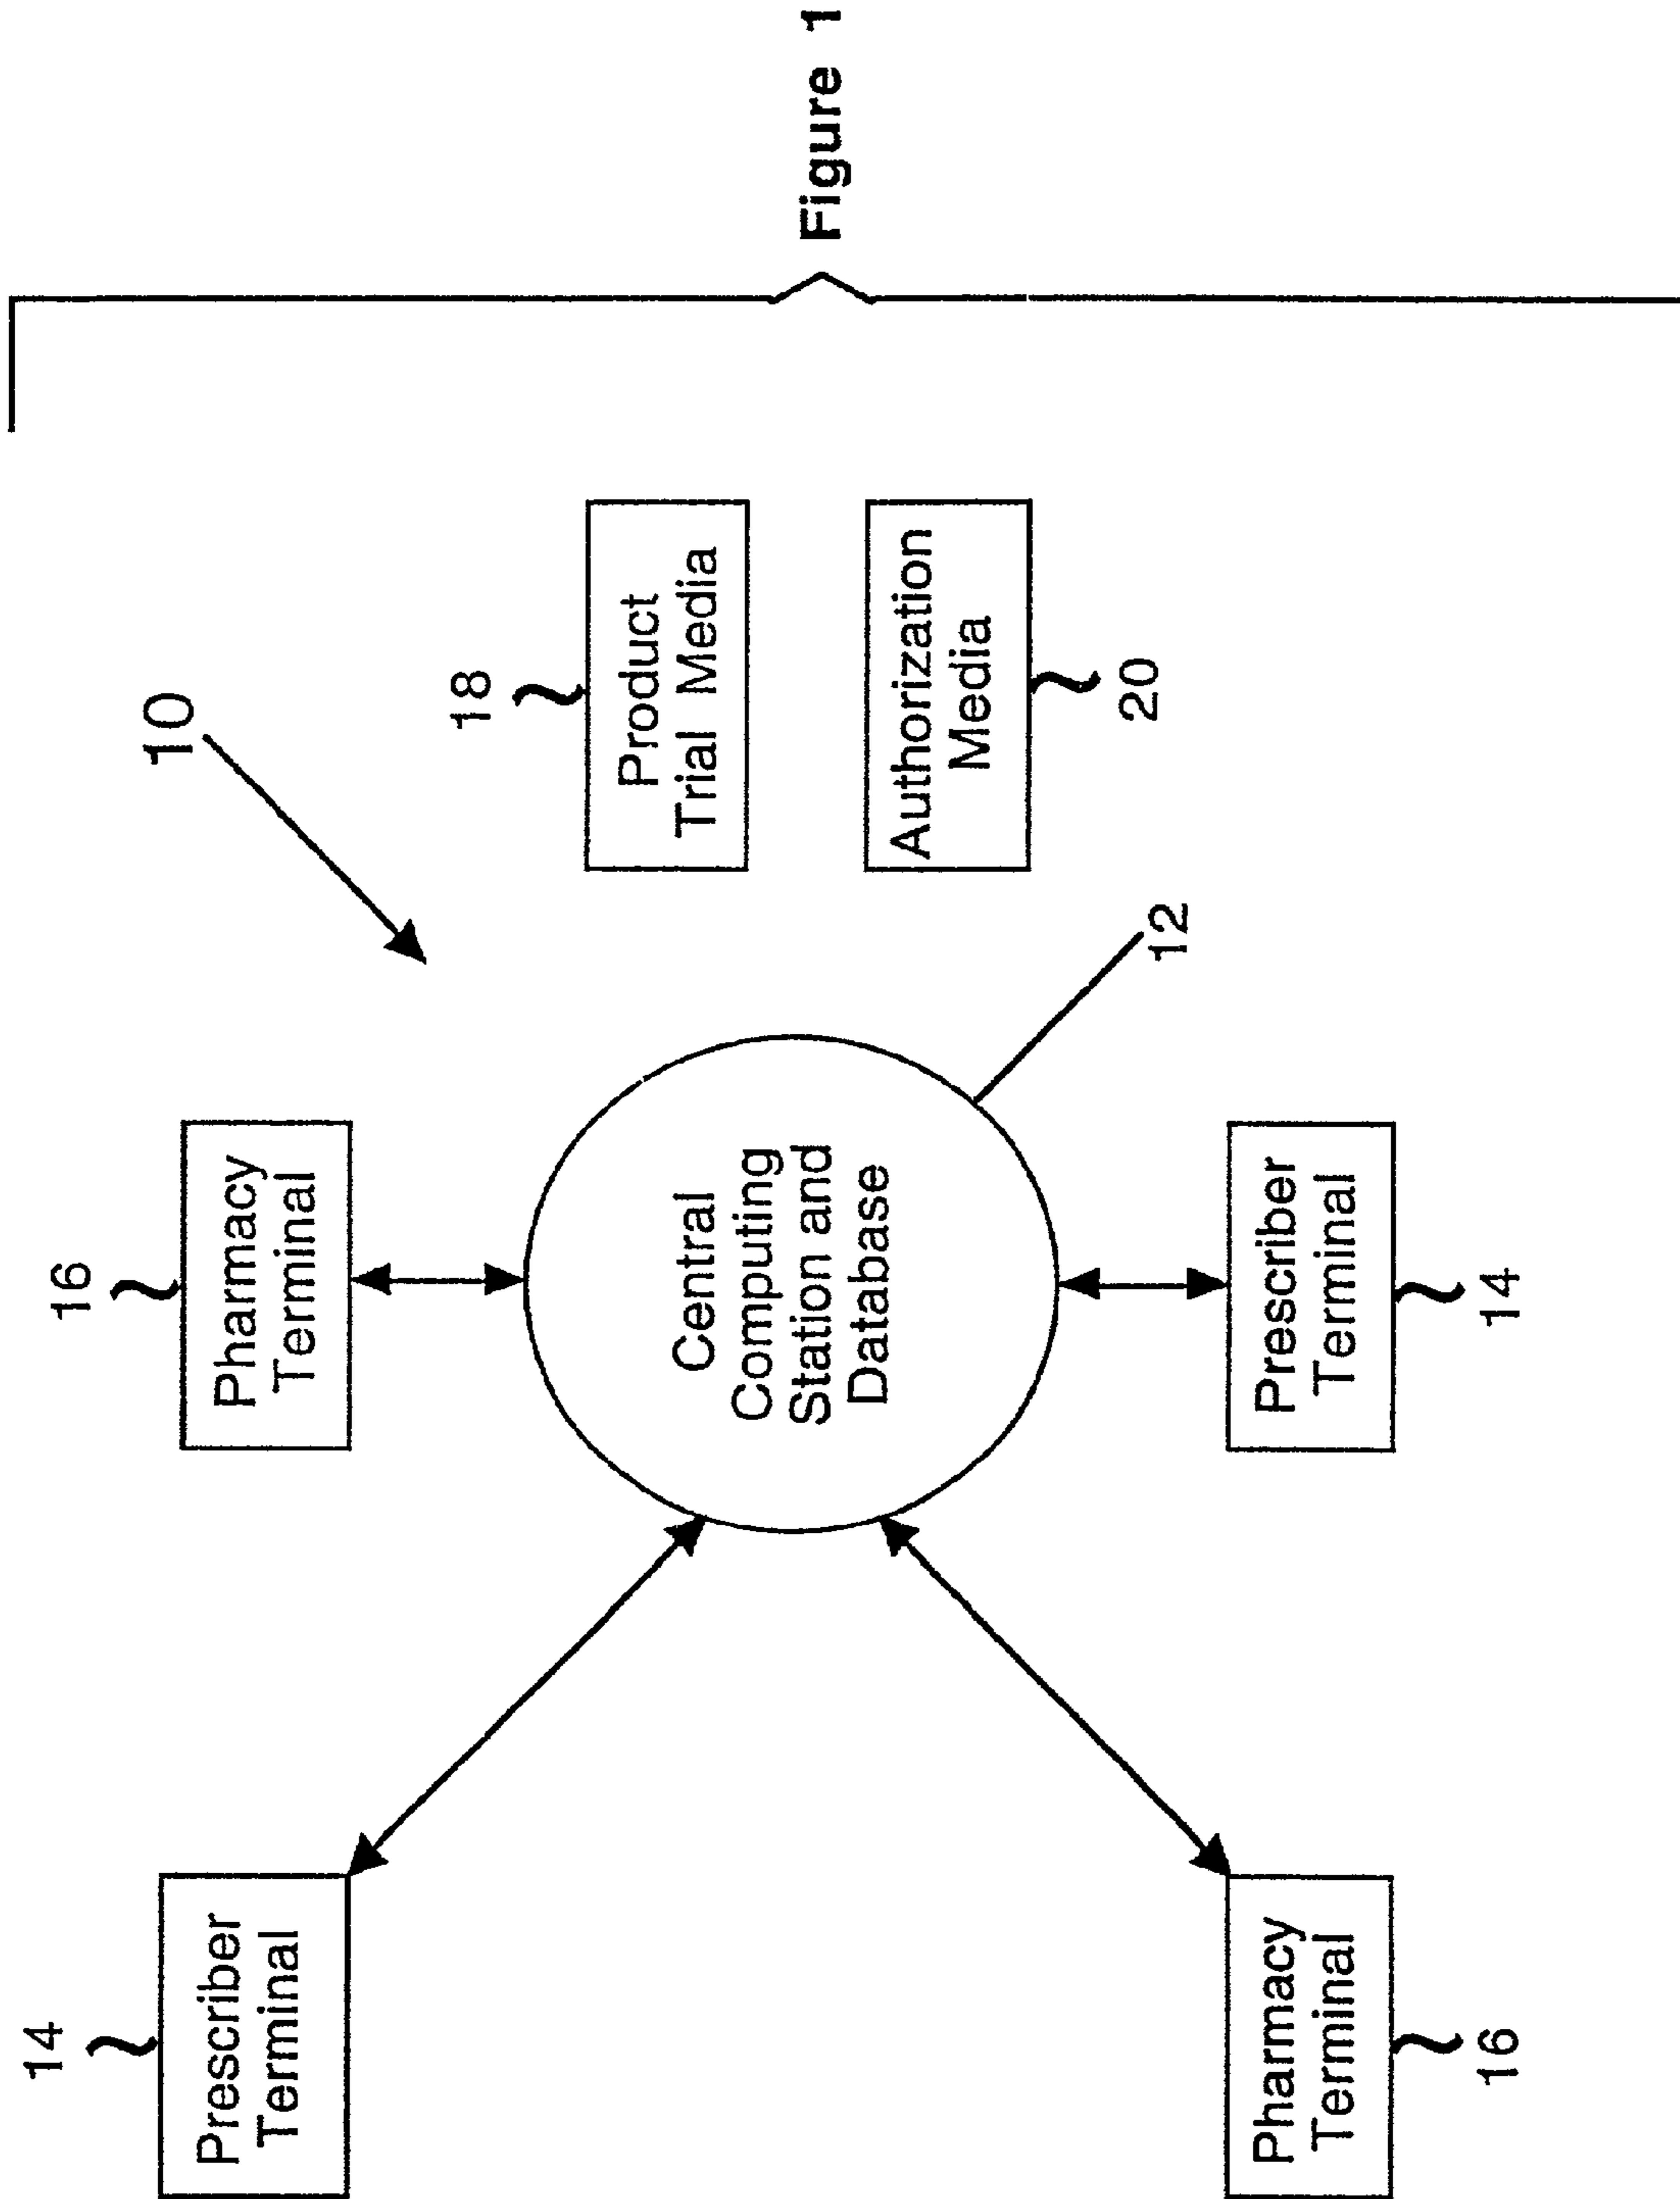 14
Prescriber
Terminal
16
Pharmacy
Terminal
10
18
Product
Trial Media
Central
Computing
Station and
Database
12
Authorization
Media
20
Pharmacy
Terminal
16
Prescriber
Terminal
14
Figure 1